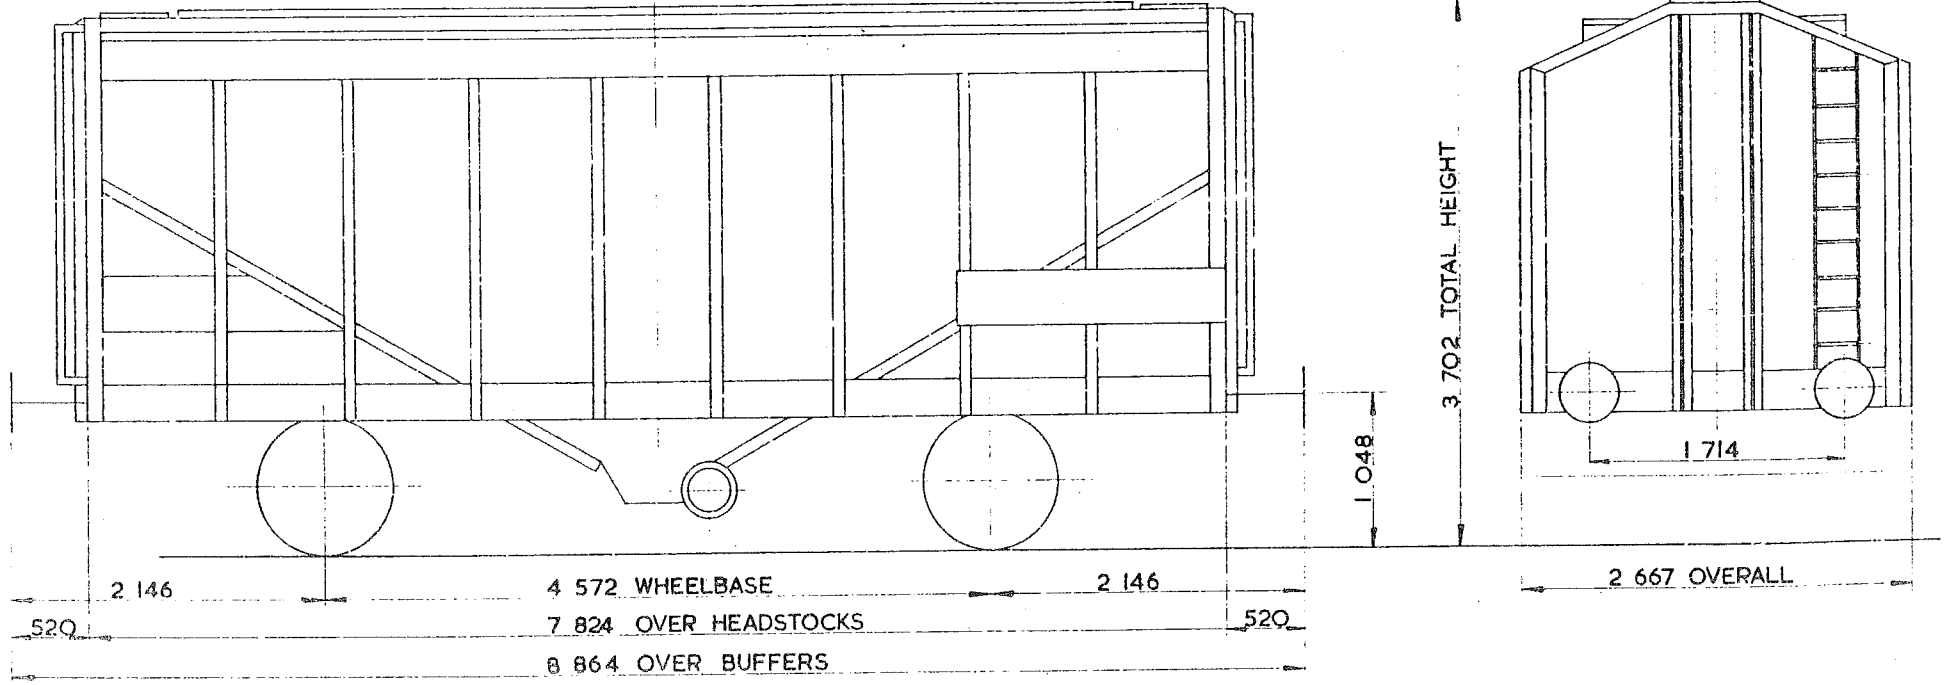 3 702 TOTAL HEIGHT
1 048
1 714
2 146
4 572 WHEELBASE
2 146
2 667 OVERALL
520
7 824 OVER HEADSTOCKS
520
8 864 OVER BUFFERS